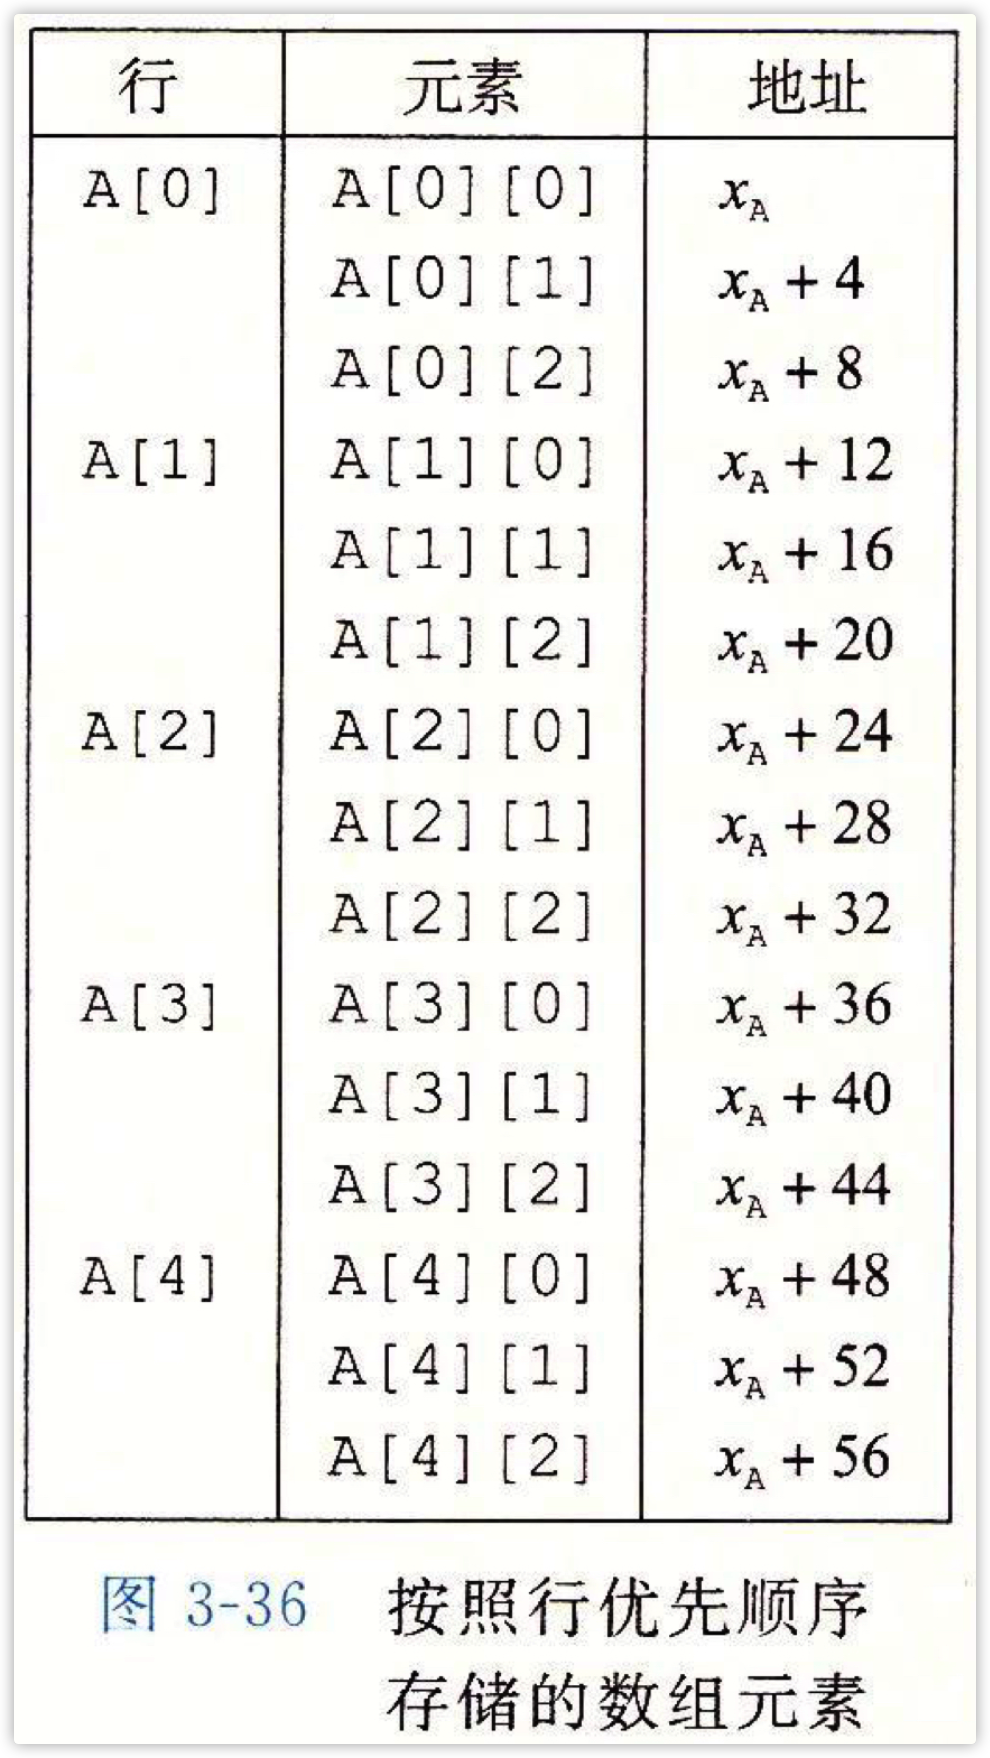 行 元素 地址
A[0] A[0][0] xA
A[0][1] xA + 4
A[0][2] xA + 8
A[1] A[1][0] xA + 12
A[1][1] xA + 16
A[1][2] xA + 20
A[2] A[2][0] xA + 24
A[2][1] xA + 28
A[2][2] xA + 32
A[3] A[3][0] xA + 36
A[3][1] xA + 40
A[3][2] xA + 44
A[4] A[4][0] xA + 48
A[4][1] xA + 52
A[4][2] xA + 56
图 3-36 按照行优先顺序
存储的数组元素